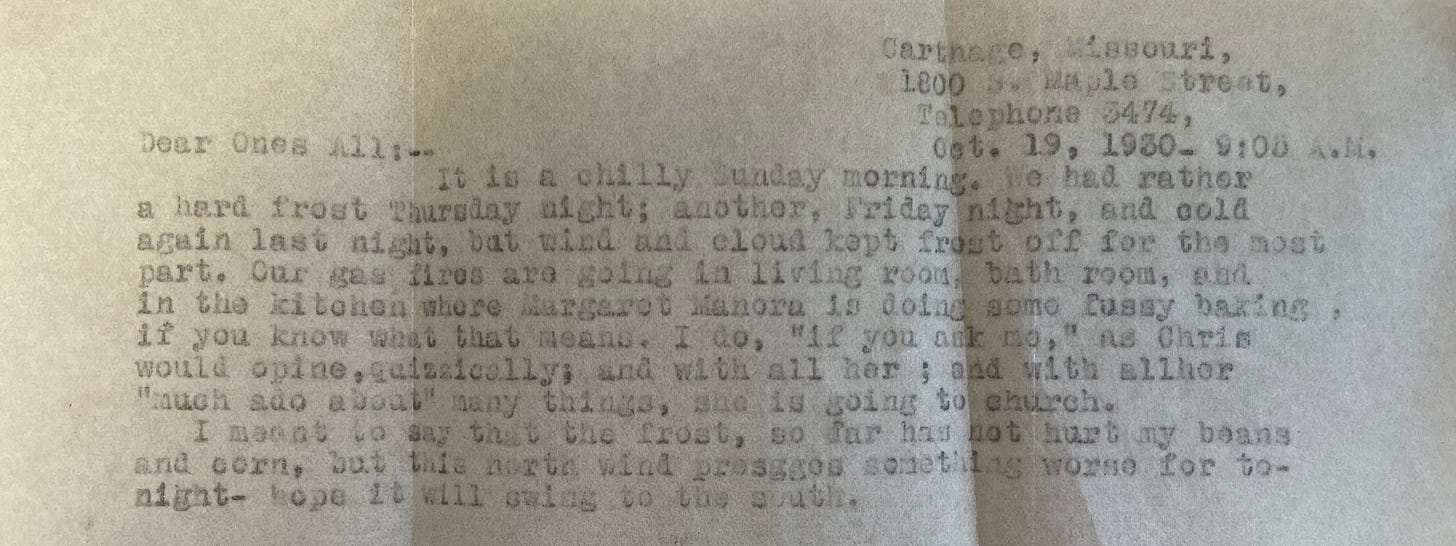 Carthage, Missouri,
1800 S. Maple Street,
Telephone 3474,
Dear Ones All;-- Oct. 19, 1930- 9:05 A.M.
It is a chilly Sunday morning. We had rather
a hard frost Thursday night; another, Friday night, and cold
again last night, but wind and cloud kept frost off for the most
part. Our gas fires are going in living room, bath room, and
in the kitchen where Margaret Manora is doing some fussy baking ,
if you know what that means. I do, "if you ask me," as Chris
would opine,quizzically; and with all her ; and with allher
"much ado about" many things, she is going to church.
I meant to say that the frost, so far has not hurt my beans
and corn, but this north wind presgges something worse for to-
night- hope it will swing to the south.